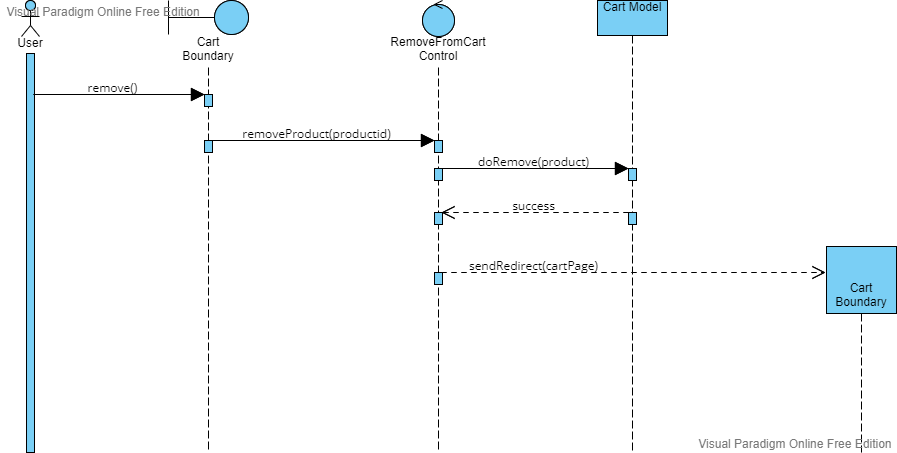 Visual Paradigm Online Free Edition
User
Cart
Boundary
RemoveFromCart
Control
Cart Model
remove()
removeProduct(productid)
doRemove(product)
success
sendRedirect(cartPage)
Cart
Boundary
Visual Paradigm Online Free Edition